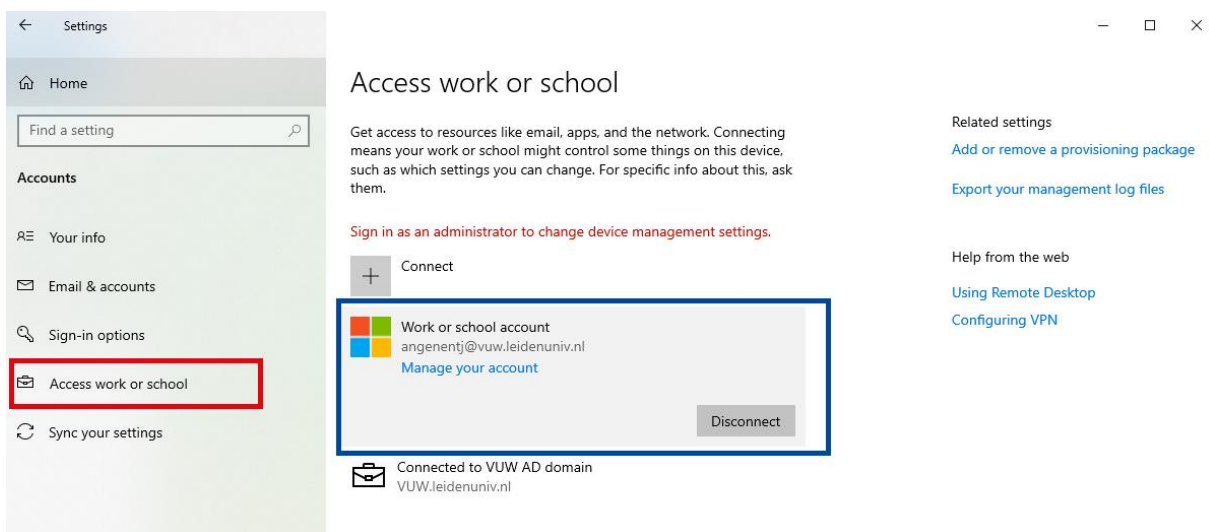 Settings
Home
Find a setting
Accounts
Your info
Email & accounts
Sign-in options
Access work or school
Sync your settings
Access work or school
Get access to resources like email, apps, and the network. Connecting
means your work or school might control some things on this device,
such as which settings you can change. For specific info about this, ask
them.
Sign in as an administrator to change device management settings.
Connect
Work or school account
angenentj@vuw.leidenuniv.nl
Manage your account
Disconnect
Connected to VUW AD domain
VUW.leidenuniv.nl
Related settings
Add or remove a provisioning package
Export your management log files
Help from the web
Using Remote Desktop
Configuring VPN